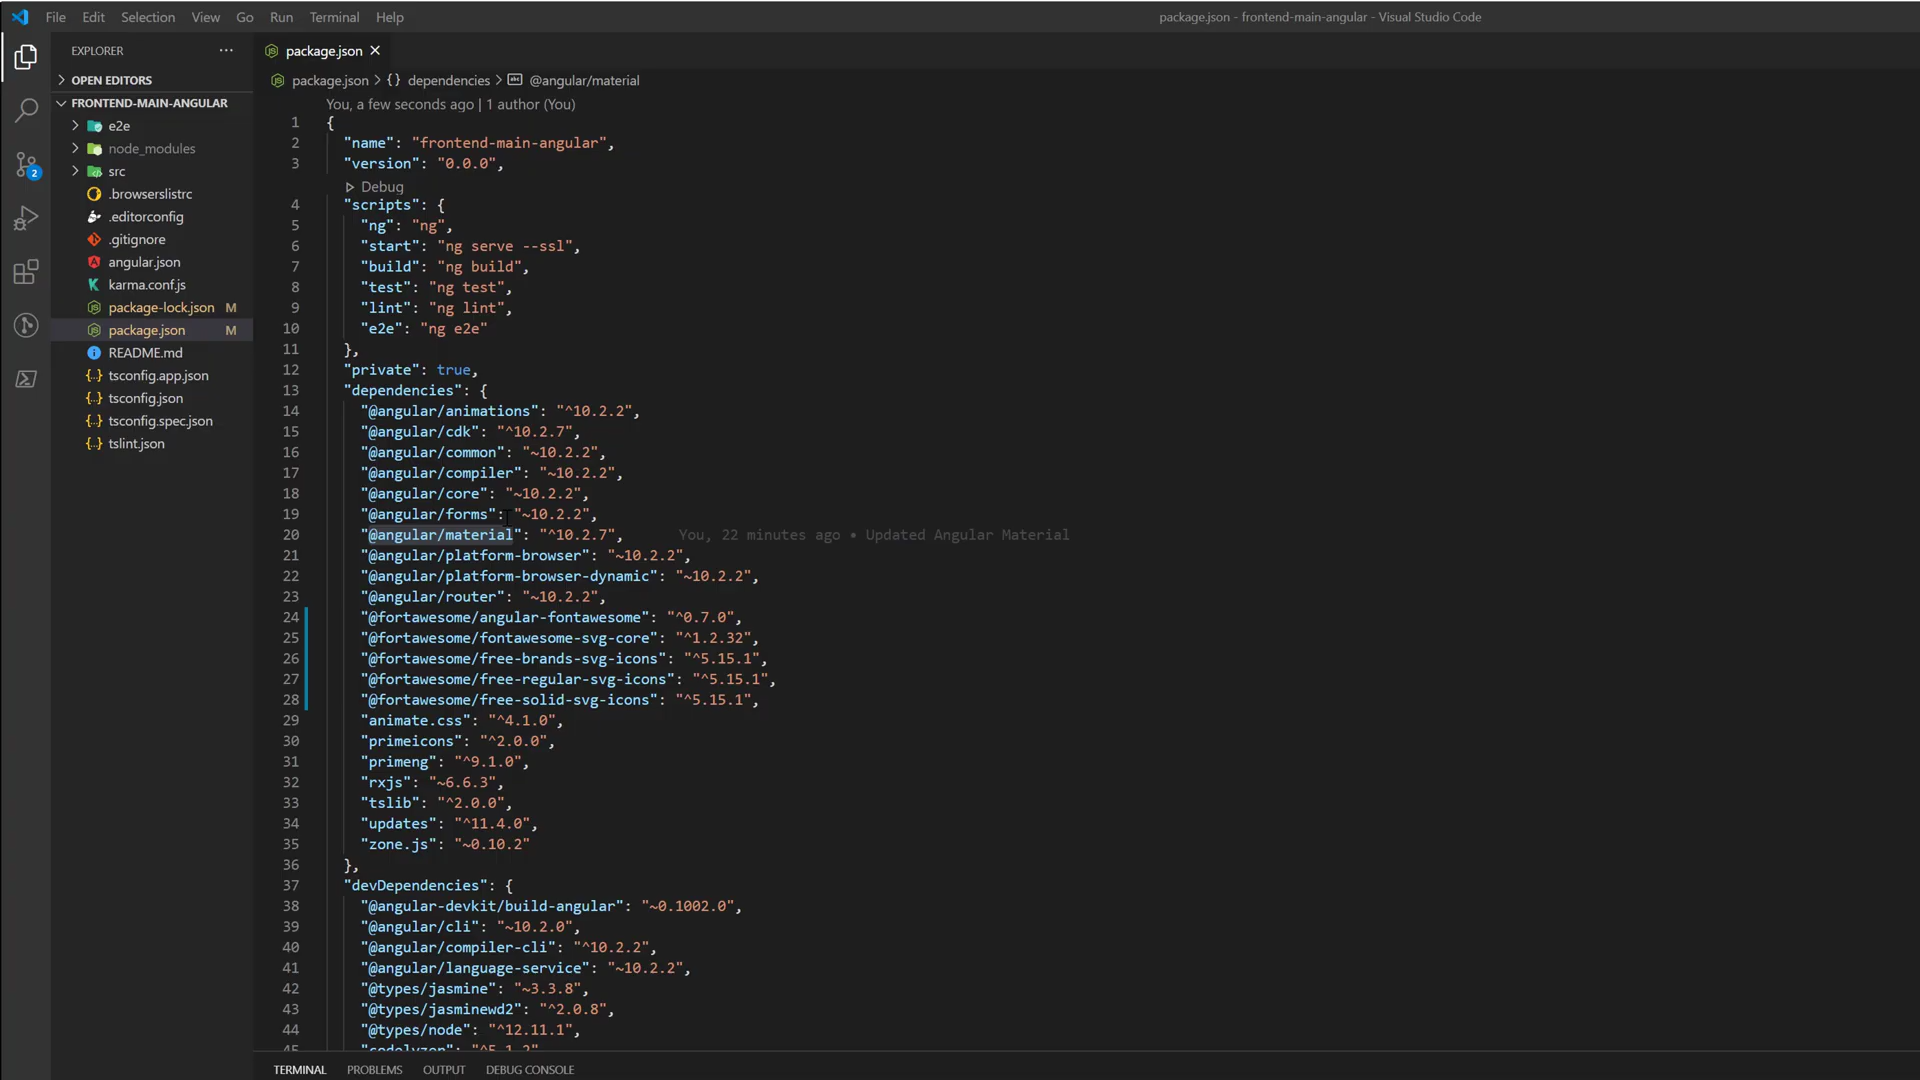 File Edit Selection View Go Run Terminal Help
package.json - frontend-main-angular - Visual Studio Code
EXPLORER
OPEN EDITORS
FRONTEND-MAIN-ANGULAR
e2e
node_modules
src
.browserslistrc
.editorconfig
.gitignore
angular.json
karma.conf.js
package-lock.json M
package.json M
README.md
tsconfig.app.json
tsconfig.json
tsconfig.spec.json
tslint.json
2
package.json
package.json > {} dependencies > @angular/material
You, a few seconds ago | 1 author (You)
1 {
2 "name": "frontend-main-angular",
3 "version": "0.0.0",
Debug
4 "scripts": {
5 "ng": "ng",
6 "start": "ng serve --ssl",
7 "build": "ng build",
8 "test": "ng test",
9 "lint": "ng lint",
10 "e2e": "ng e2e"
11 },
12 "private": true,
13 "dependencies": {
14 "@angular/animations": "^10.2.2",
15 "@angular/cdk": "^10.2.7",
16 "@angular/common": "~10.2.2",
17 "@angular/compiler": "~10.2.2",
18 "@angular/core": "~10.2.2",
19 "@angular/forms": "~10.2.2",
20 "@angular/material": "^10.2.7", You, 22 minutes ago • Updated Angular Material
21 "@angular/platform-browser": "~10.2.2",
22 "@angular/platform-browser-dynamic": "~10.2.2",
23 "@angular/router": "~10.2.2",
24 "@fortawesome/angular-fontawesome": "^0.7.0",
25 "@fortawesome/fontawesome-svg-core": "^1.2.32",
26 "@fortawesome/free-brands-svg-icons": "^5.15.1",
27 "@fortawesome/free-regular-svg-icons": "^5.15.1",
28 "@fortawesome/free-solid-svg-icons": "^5.15.1",
29 "animate.css": "^4.1.0",
30 "primeicons": "^2.0.0",
31 "primeng": "^9.1.0",
32 "rxjs": "~6.6.3",
33 "tslib": "^2.0.0",
34 "updates": "^11.4.0",
35 "zone.js": "~0.10.2"
36 },
37 "devDependencies": {
38 "@angular-devkit/build-angular": "~0.1002.0",
39 "@angular/cli": "~10.2.0",
40 "@angular/compiler-cli": "^10.2.2",
41 "@angular/language-service": "~10.2.2",
42 "@types/jasmine": "~3.3.8",
43 "@types/jasminewd2": "^2.0.8",
44 "@types/node": "^12.11.1",
45 "codelyzer": "^5.1.2",
TERMINAL PROBLEMS OUTPUT DEBUG CONSOLE